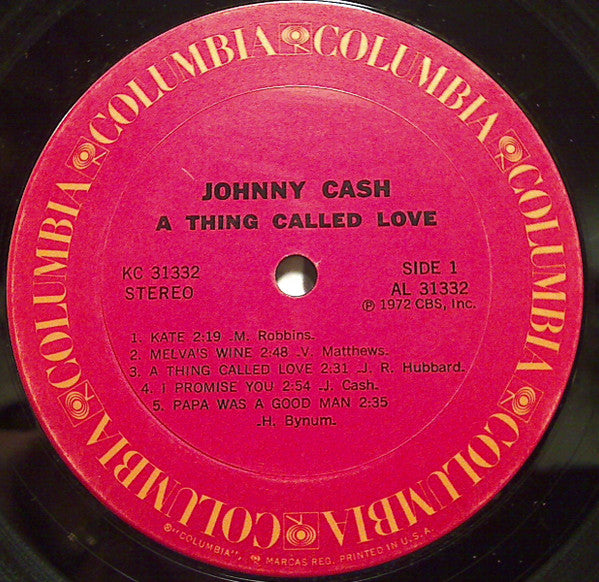 COLUMBIA
COLUMBIA
COLUMBIA
COLUMBIA
COLUMBIA
COLUMBIA
JOHNNY CASH
A THING CALLED LOVE
KC 31332
STEREO
SIDE 1
AL 31332
℗ 1972 CBS, Inc.
1. KATE 2:19 -M. Robbins-
2. MELVA'S WINE 2:48 -V. Matthews-
3. A THING CALLED LOVE 2:31 -J. R. Hubbard-
4. I PROMISE YOU 2:54 -J. Cash-
5. PAPA WAS A GOOD MAN 2:35
-H. Bynum-
®"COLUMBIA", MARCAS REG. PRINTED IN U.S.A.